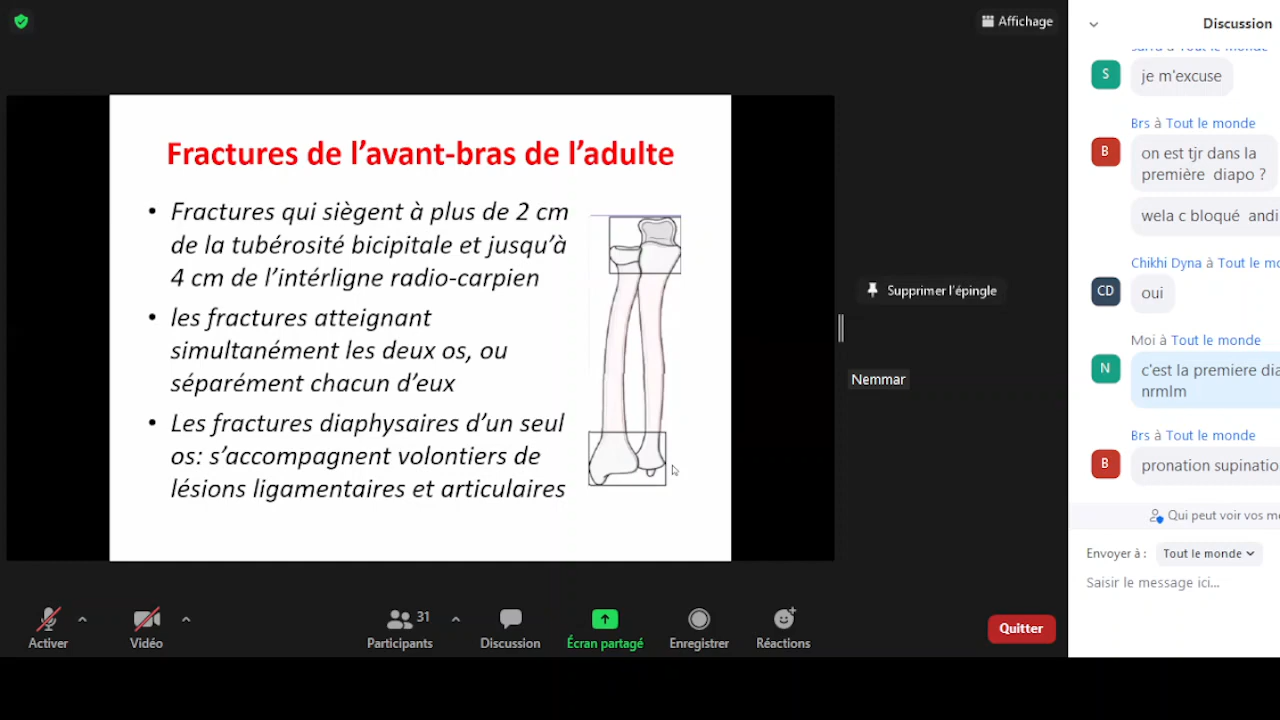 Affichage
Fractures de l’avant-bras de l’adulte
• Fractures qui siègent à plus de 2 cm
de la tubérosité bicipitale et jusqu’à
4 cm de l’intérligne radio-carpien
• les fractures atteignant
simultanément les deux os, ou
séparément chacun d’eux
• Les fractures diaphysaires d’un seul
os: s’accompagnent volontiers de
lésions ligamentaires et articulaires
Supprimer l'épingle
Nemmar
Activer
Vidéo
31
Participants
Discussion
Écran partagé
Enregistrer
Réactions
Quitter
Discussion
à Tout le monde
S
je m'excuse
Brs à Tout le monde
B
on est tjr dans la
première diapo ?
wela c bloqué andi
Chikhi Dyna à Tout le mo
CD
oui
Moi à Tout le monde
N
c'est la premiere dia
nrmlm
Brs à Tout le monde
B
pronation supinatio
Qui peut voir vos me
Envoyer à : Tout le monde
Saisir le message ici...